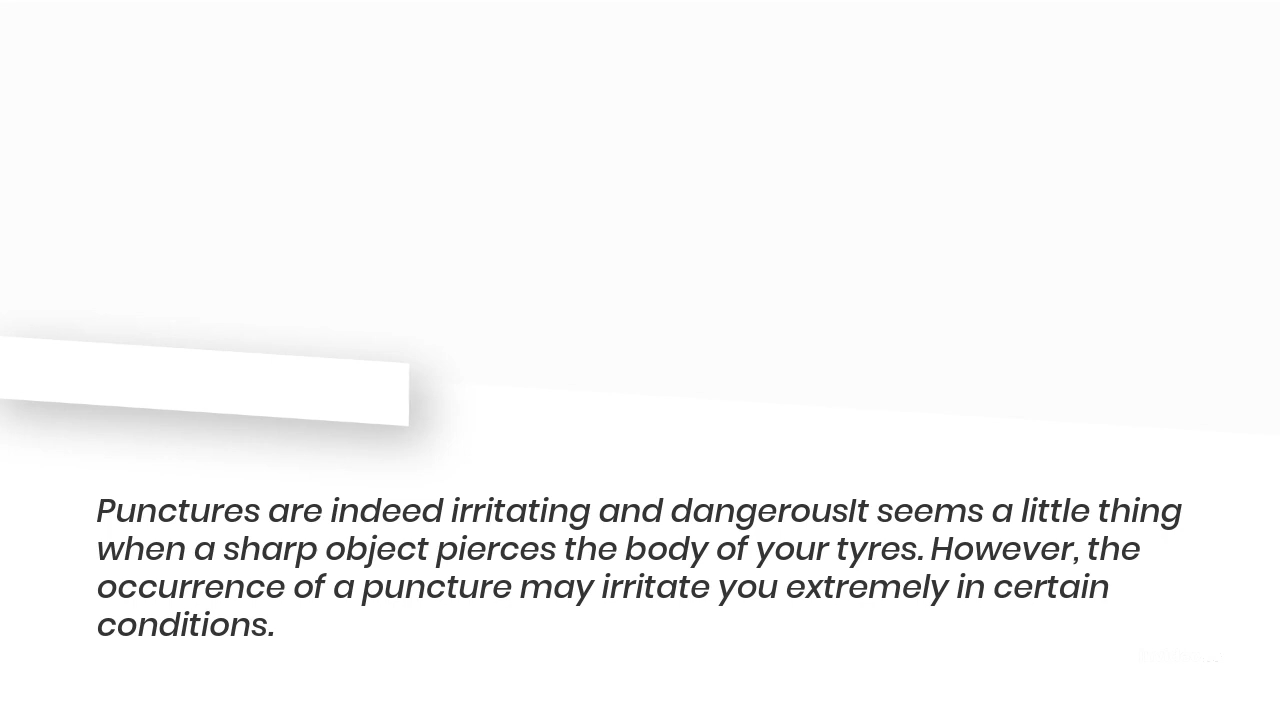 Punctures are indeed irritating and dangerousIt seems a little thing
when a sharp object pierces the body of your tyres. However, the
occurrence of a puncture may irritate you extremely in certain
conditions.